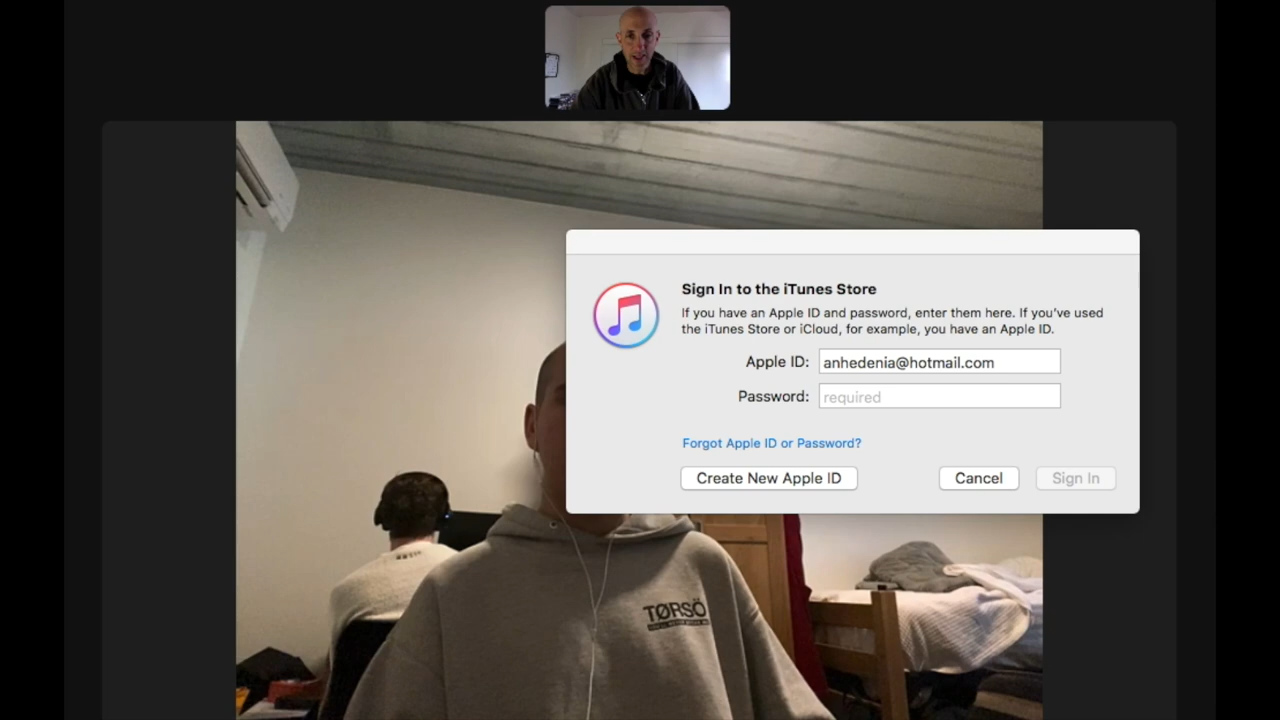 Sign In to the iTunes Store
If you have an Apple ID and password, enter them here. If you've used
the iTunes Store or iCloud, for example, you have an Apple ID.
Apple ID: anhedenia@hotmail.com
Password: required
Forgot Apple ID or Password?
Create New Apple ID Cancel Sign In
TØRSÖ